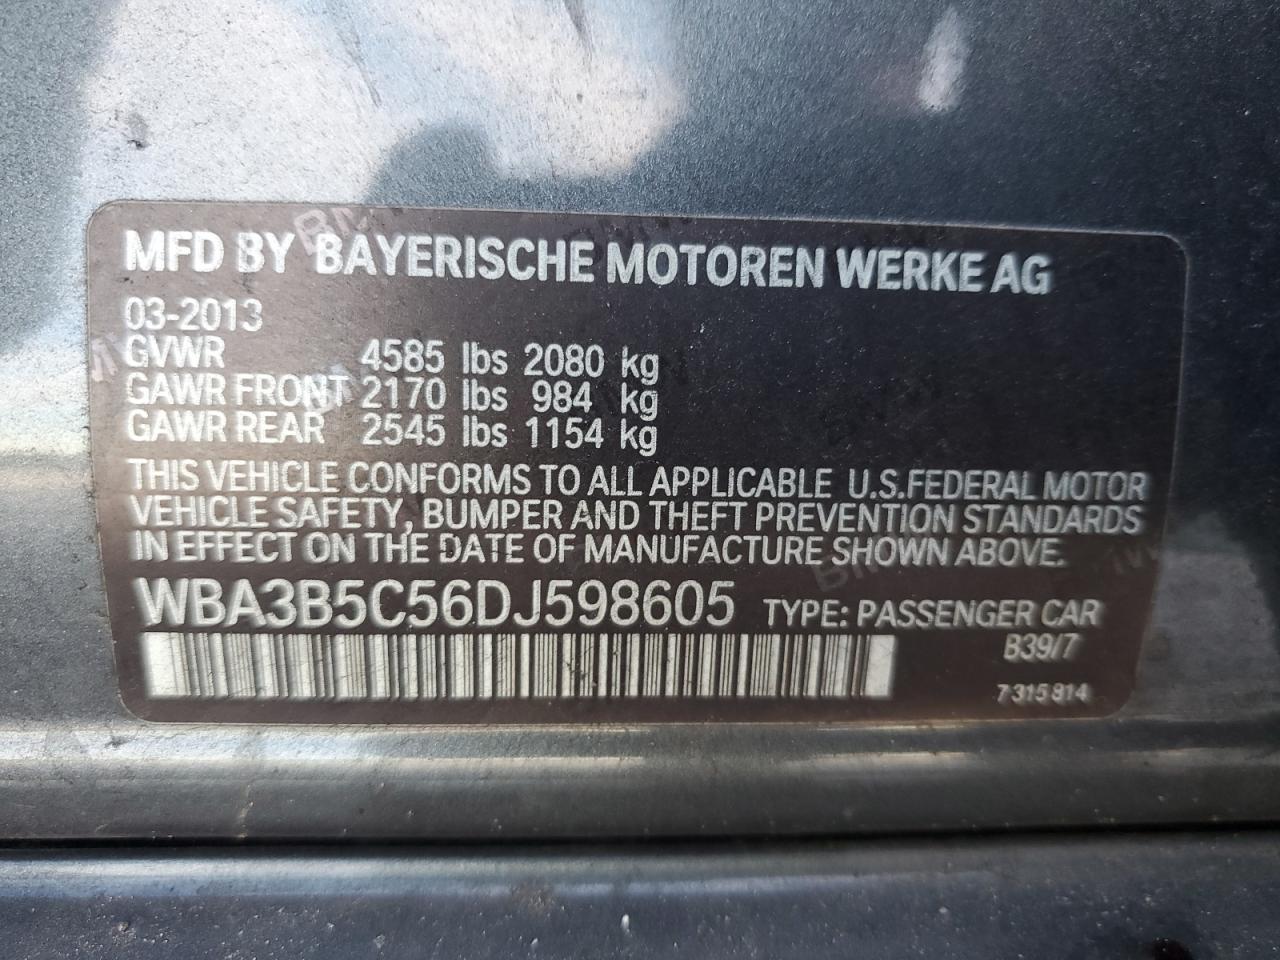 MFD BY BAYERISCHE MOTOREN WERKE AG
03-2013
GVWR 4585 lbs 2080 kg
GAWR FRONT 2170 lbs 984 kg
GAWR REAR 2545 lbs 1154 kg
THIS VEHICLE CONFORMS TO ALL APPLICABLE U.S.FEDERAL MOTOR
VEHICLE SAFETY, BUMPER AND THEFT PREVENTION STANDARDS
IN EFFECT ON THE DATE OF MANUFACTURE SHOWN ABOVE.
WBA3B5C56DJ598605 TYPE: PASSENGER CAR
B39/7
7 315 814